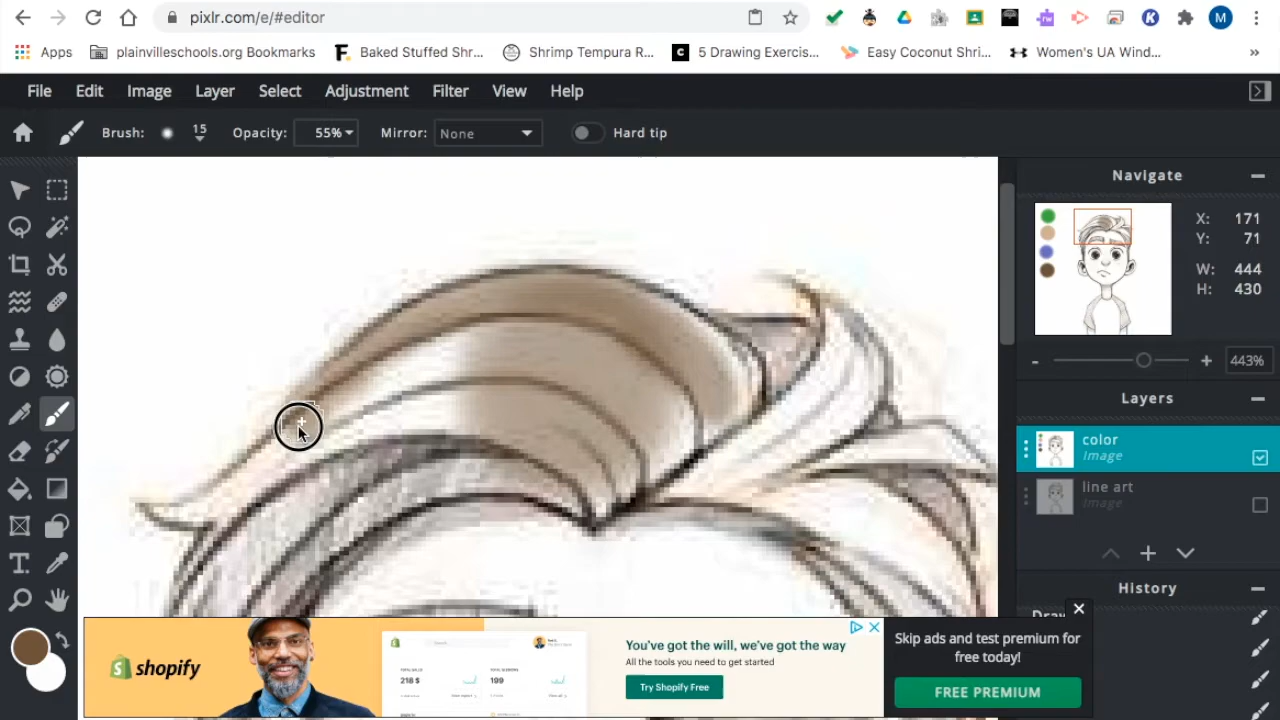 pixlr.com/e/#editor
M
Apps
plainvilleschools.org Bookmarks
Baked Stuffed Shr...
Shrimp Tempura R...
5 Drawing Exercis...
Easy Coconut Shri...
Women's UA Wind...
»
File Edit Image Layer Select Adjustment Filter View Help
Brush: 15 Opacity: 55% Mirror: None Hard tip
Navigate
X: 171
Y: 71
W: 444
H: 430
- + 443%
Layers
color
Image
line art
Image
History
shopify
You've got the will, we've got the way
All the tools you need to get started
Try Shopify Free
218 $
199
Skip ads and test premium for
free today!
FREE PREMIUM